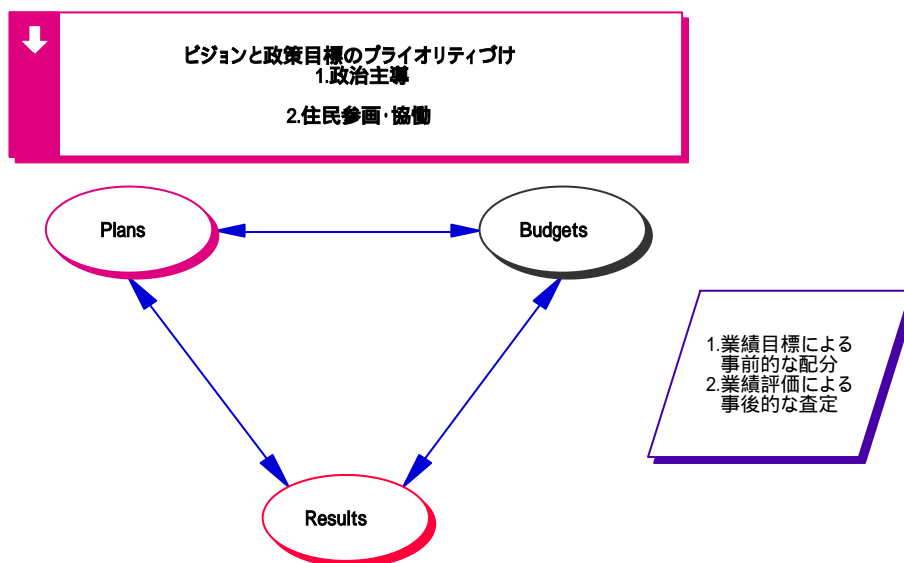 ビジョンと政策目標のプライオリティづけ
1.政治主導
2.住民参画・協働
Plans
Budgets
1.業績目標による
事前的な配分
2.業績評価による
事後的な査定
Results